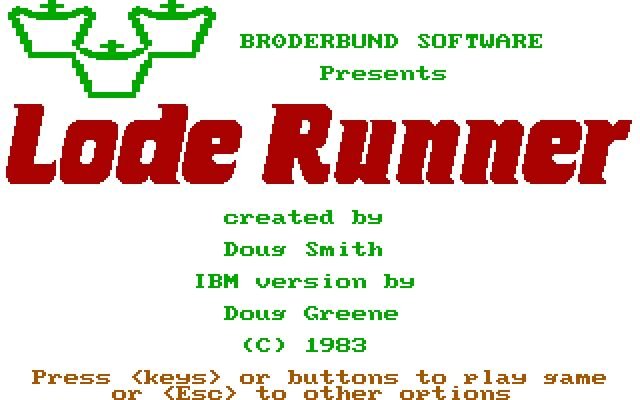 BRØDERBUND SOFTWARE
Presents
Lode Runner
created by
Doug Smith
IBM version by
Doug Greene
(C) 1983
Press <keys> or buttons to play game
or <Esc> to other options